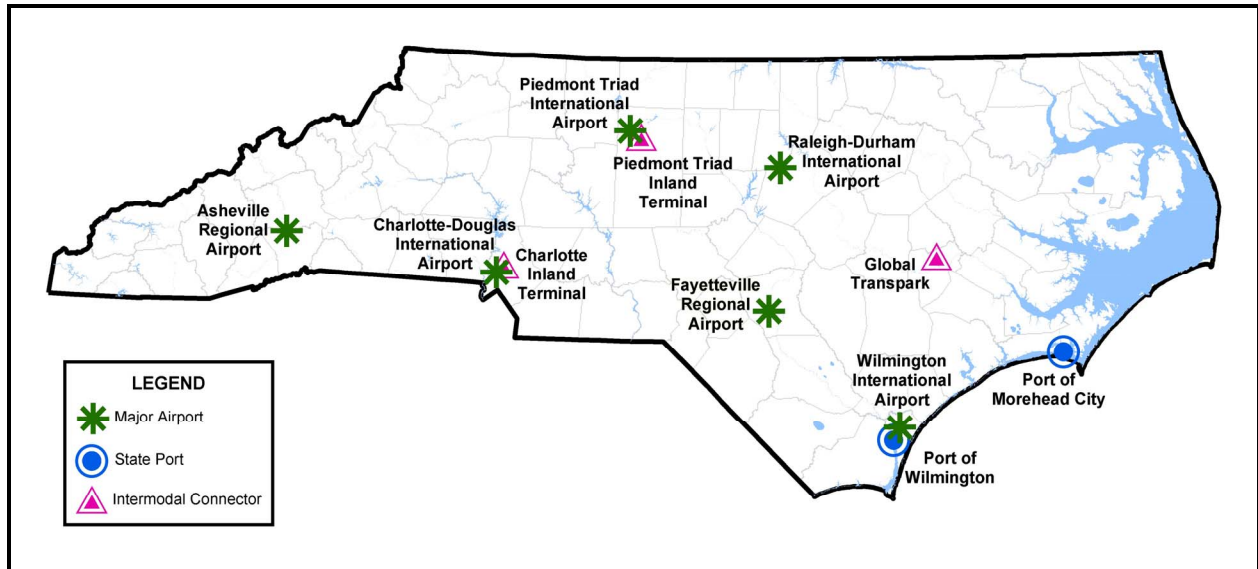 Piedmont Triad
International
Airport
Piedmont Triad
Inland
Terminal
Raleigh-Durham
International
Airport
Asheville
Regional
Airport
Charlotte-Douglas
International
Airport
Charlotte
Inland
Terminal
Global
Transpark
Fayetteville
Regional
Airport
Wilmington
International
Airport
Port of
Morehead City
Port of
Wilmington
LEGEND
Major Airport
State Port
Intermodal Connector